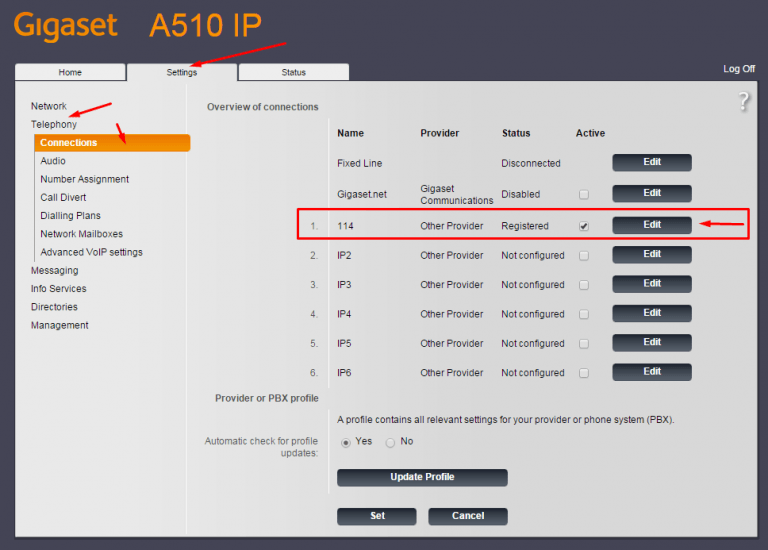 Gigaset A510 IP
Home Settings Status Log Off
Network
Telephony
Connections
Audio
Number Assignment
Call Divert
Dialling Plans
Network Mailboxes
Advanced VoIP settings
Messaging
Info Services
Directories
Management
?
Overview of connections
Name Provider Status Active
Fixed Line Disconnected Edit
Gigaset.net Gigaset Communications Disabled Edit
1. 114 Other Provider Registered Edit
2. IP2 Other Provider Not configured Edit
3. IP3 Other Provider Not configured Edit
4. IP4 Other Provider Not configured Edit
5. IP5 Other Provider Not configured Edit
6. IP6 Other Provider Not configured Edit
Provider or PBX profile
A profile contains all relevant settings for your provider or phone system (PBX).
Automatic check for profile updates: Yes No
Update Profile
Set Cancel